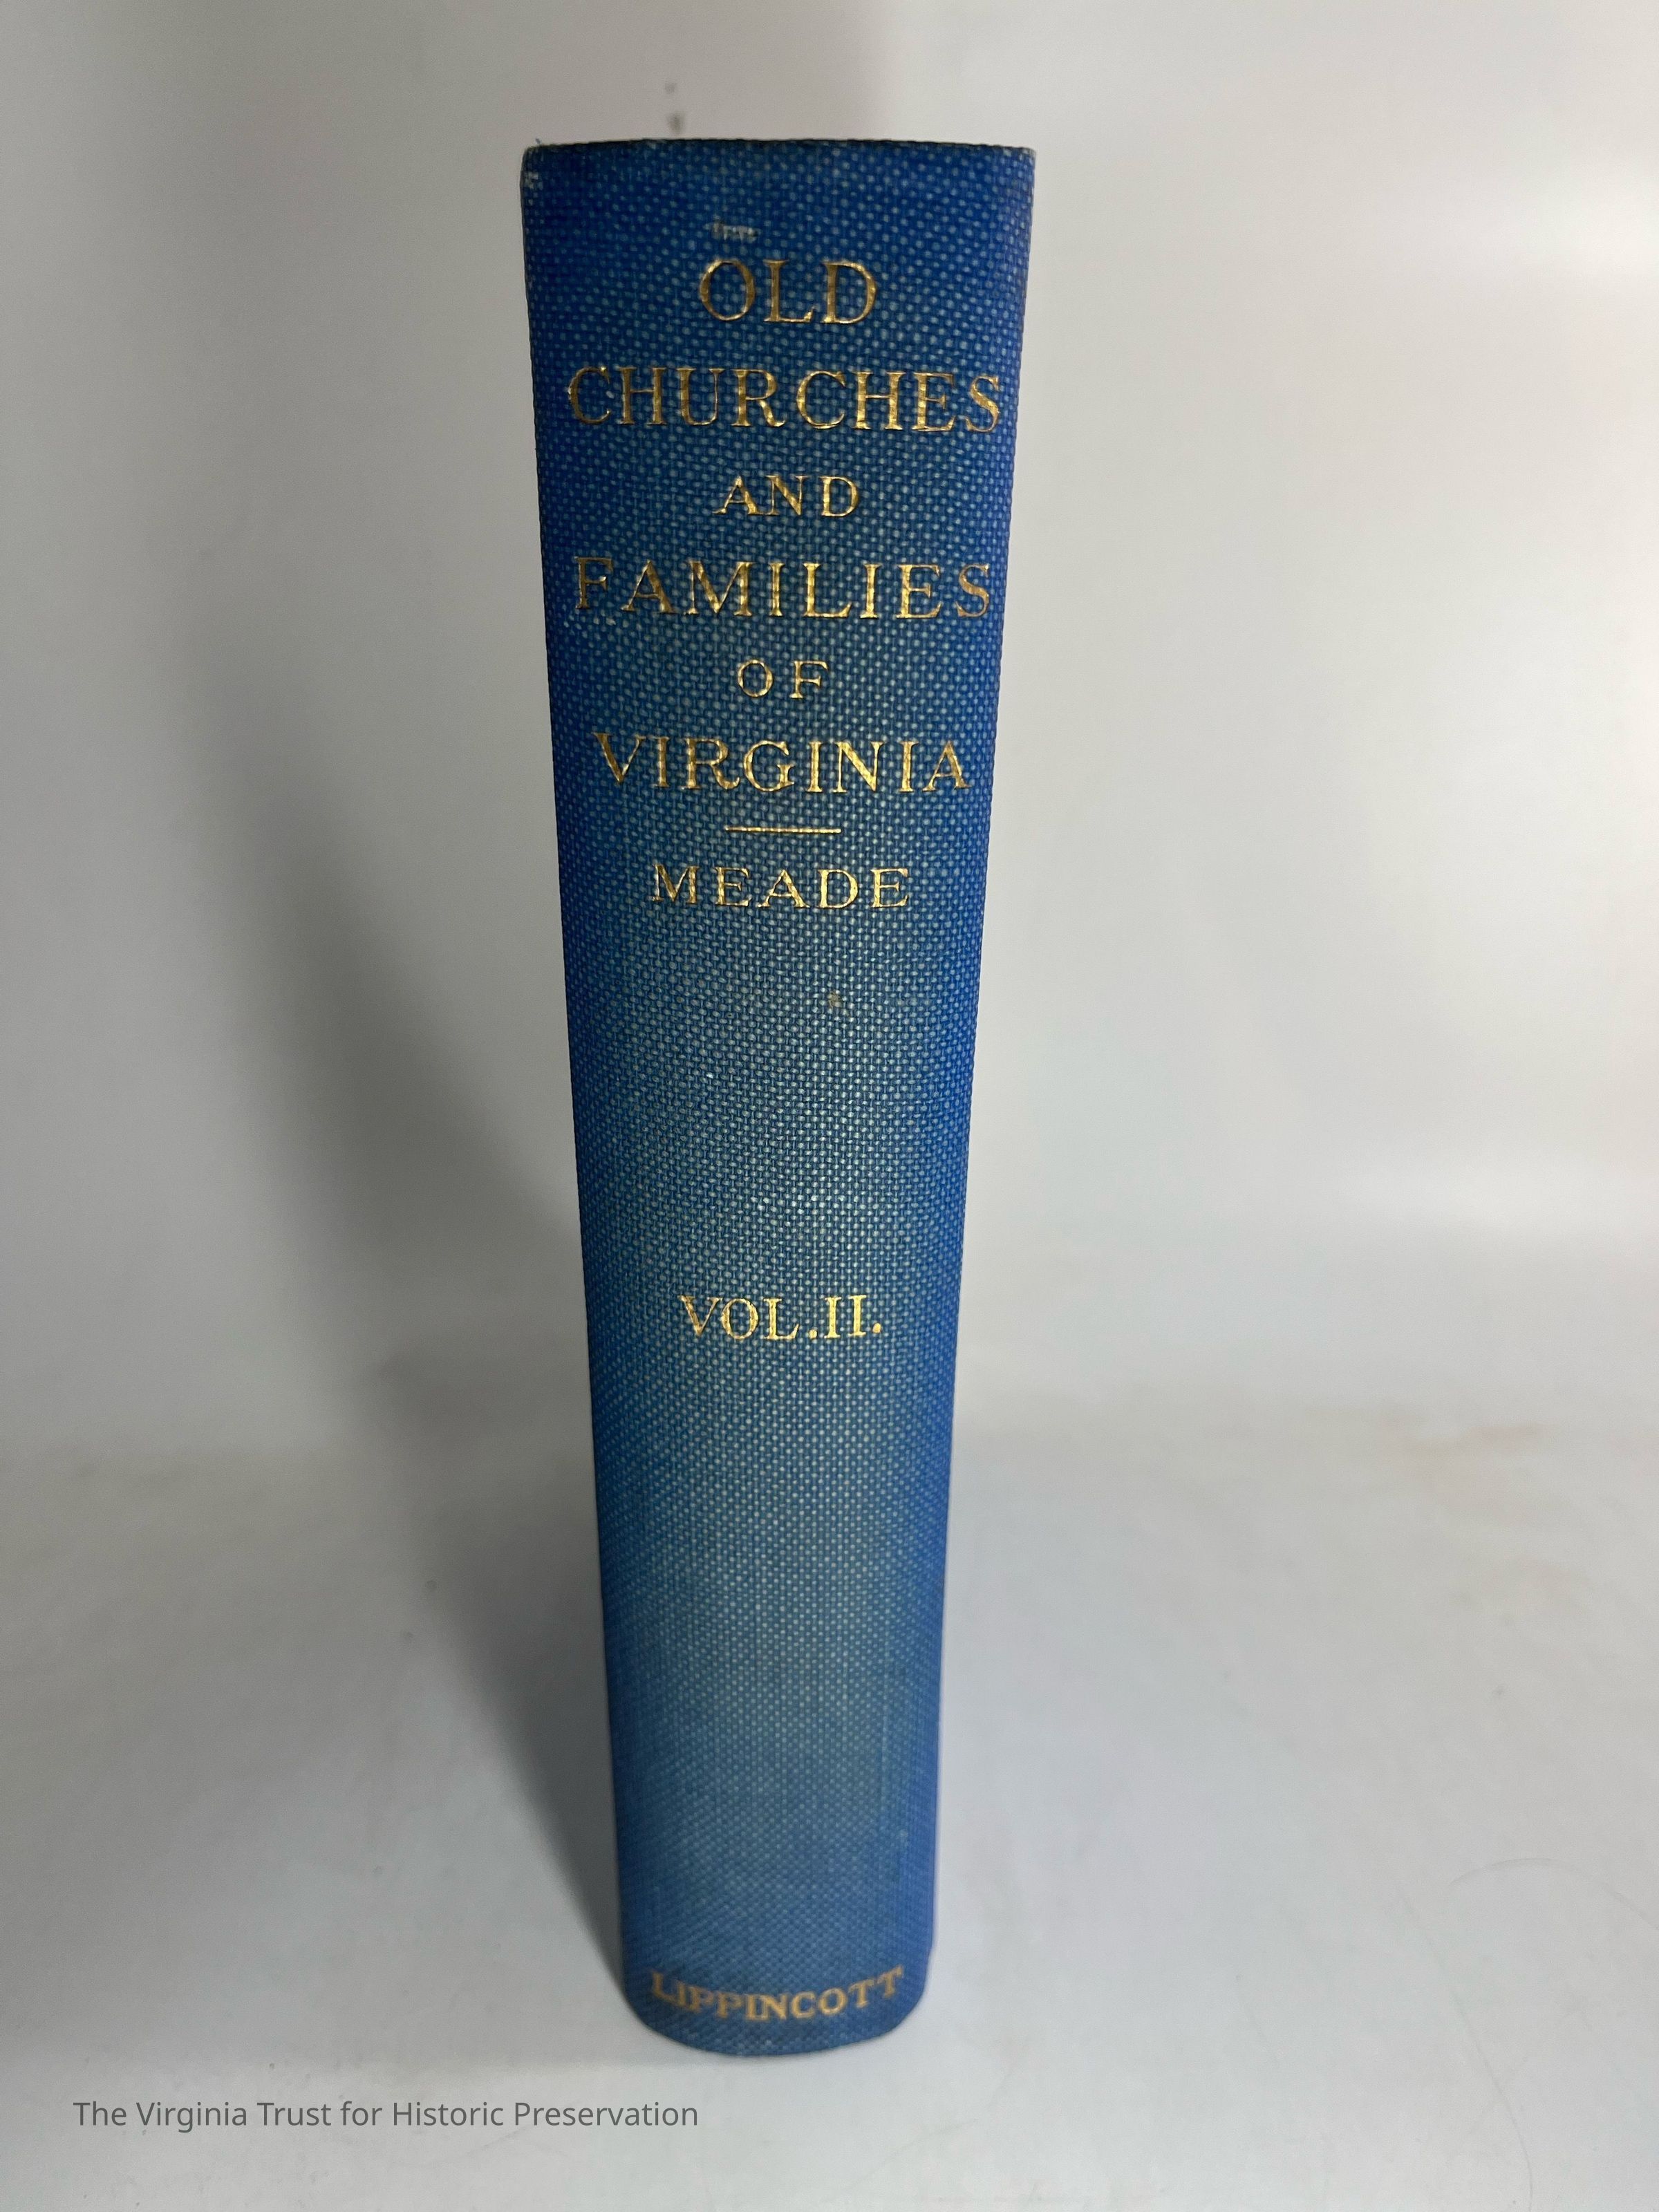 OLD
CHURCHES
AND
FAMILIES
OF
VIRGINIA
MEADE
VOL.II.
LIPPINCOTT
The Virginia Trust for Historic Preservation